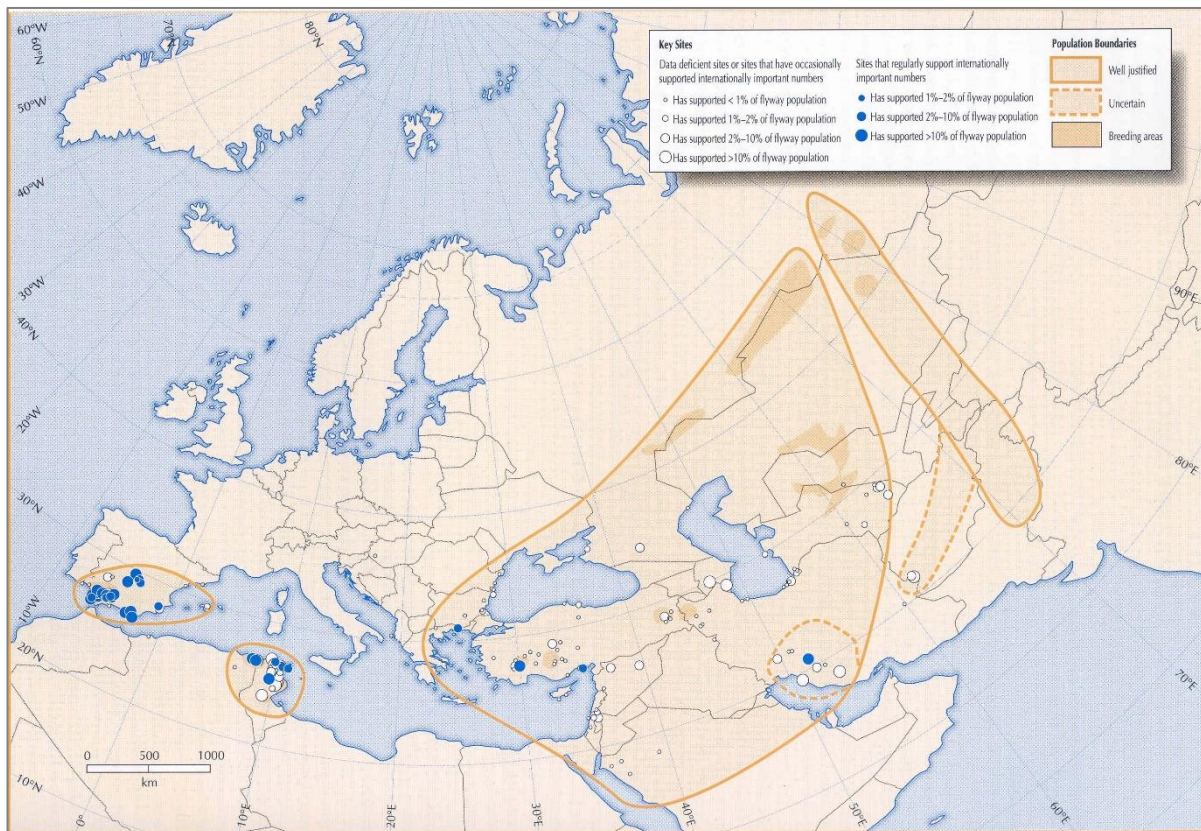 60°W
60°N
70°N
80°N
50°W
50°N
40°W
30°W
40°N
20°W
30°N
10°W
20°N
10°N
0°
10°E
20°E
30°E
40°E
50°E
60°E
70°E
80°E
90°E
Key Sites
Data deficient sites or sites that have occasionally
supported internationally important numbers
Has supported < 1% of flyway population
Has supported 1%–2% of flyway population
Has supported 2%–10% of flyway population
Has supported >10% of flyway population
Sites that regularly support internationally
important numbers
Has supported 1%–2% of flyway population
Has supported 2%–10% of flyway population
Has supported >10% of flyway population
Population Boundaries
Well justified
Uncertain
Breeding areas
0 500 1000
km